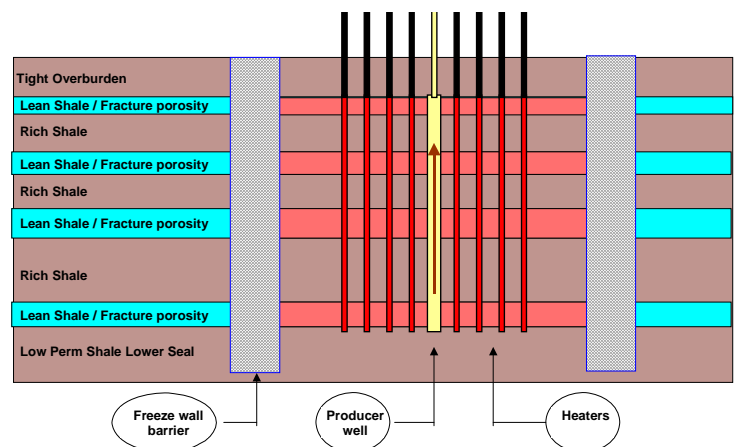 Tight Overburden
Lean Shale / Fracture porosity
Rich Shale
Lean Shale / Fracture porosity
Rich Shale
Lean Shale / Fracture porosity
Rich Shale
Lean Shale / Fracture porosity
Low Perm Shale Lower Seal
Freeze wall
barrier
Producer
well
Heaters